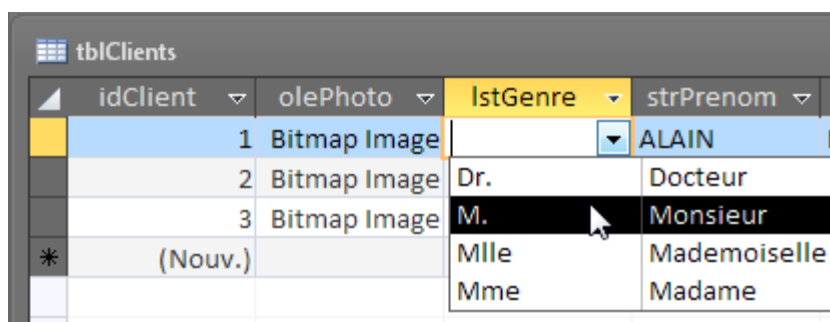 tblClients
idClient olePhoto lstGenre strPrenom
1 Bitmap Image ALAIN
2 Bitmap Image Dr. Docteur
3 Bitmap Image M. Monsieur
(Nouv.) Mlle Mademoiselle
Mme Madame